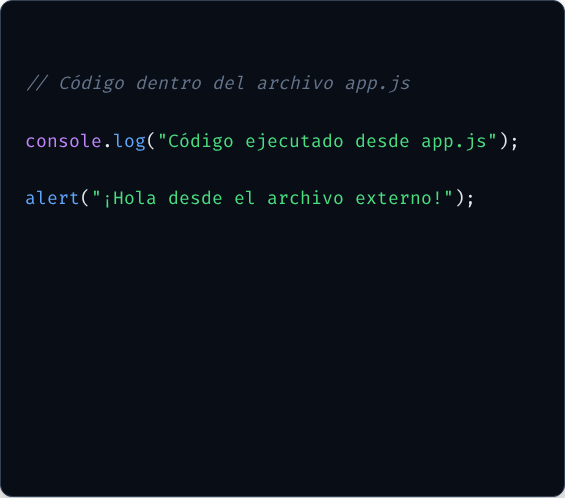 // Código dentro del archivo app.js
console.log("Código ejecutado desde app.js");
alert("¡Hola desde el archivo externo!");